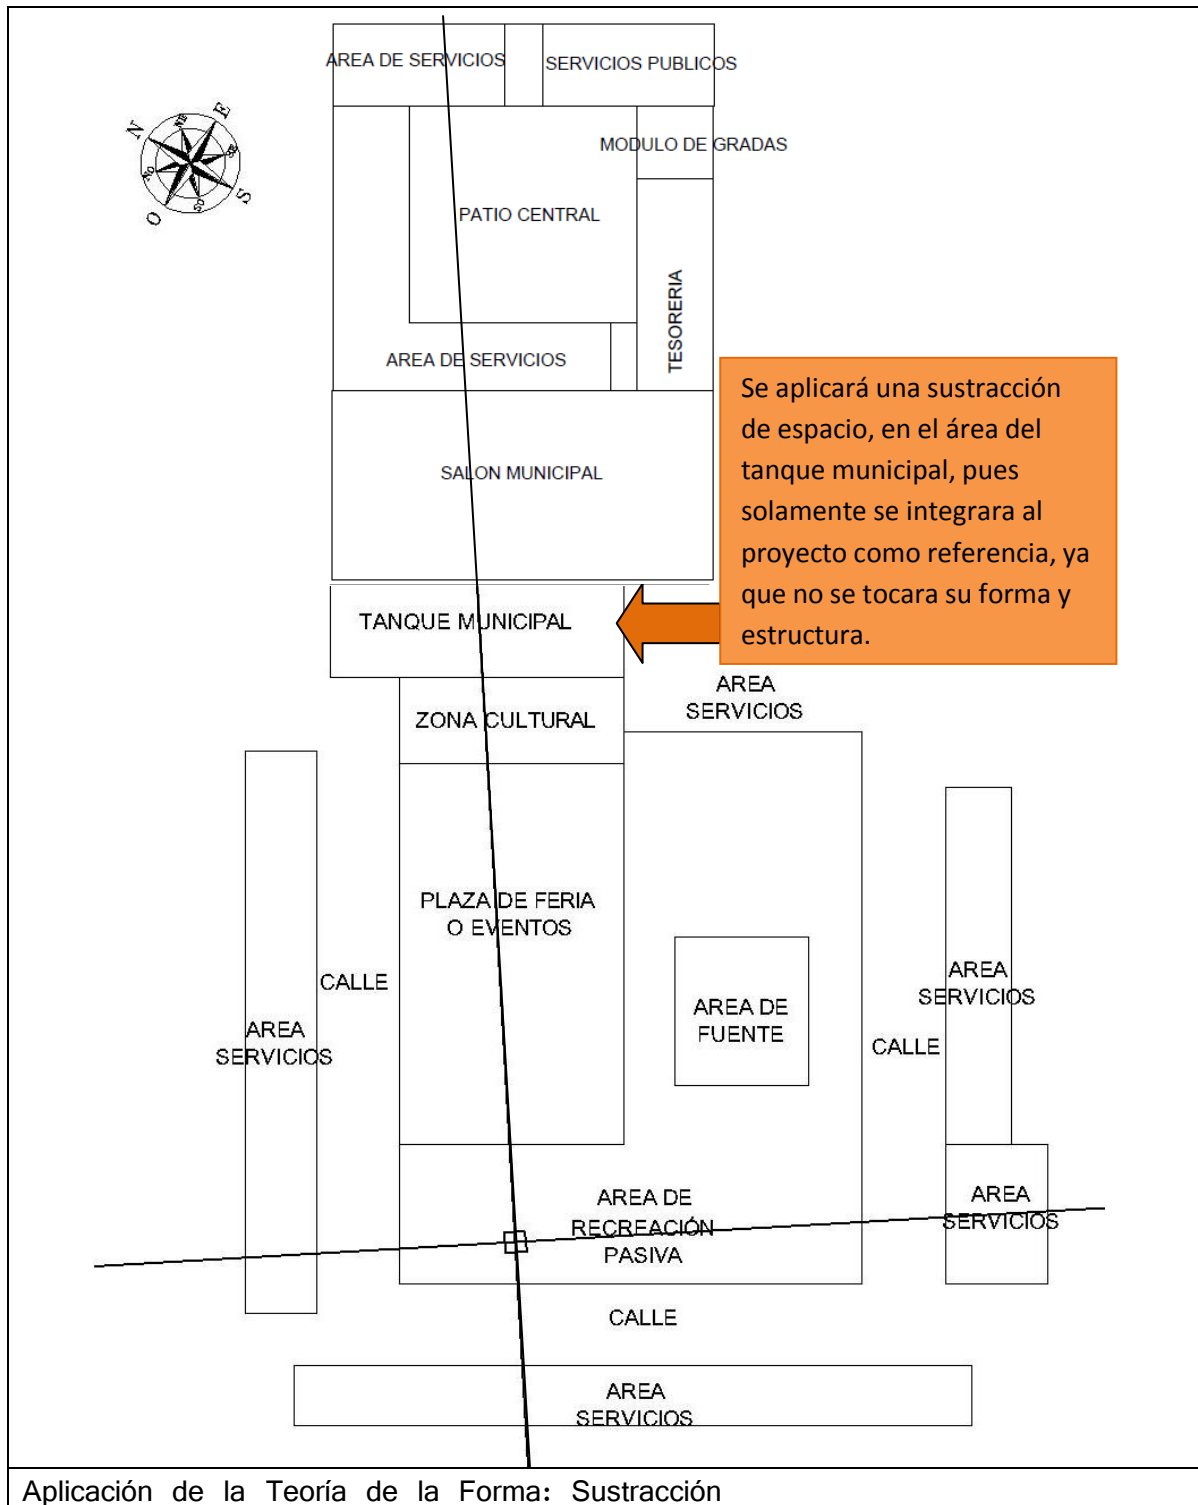 AREA DE SERVICIOS
SERVICIOS PUBLICOS
N
NE
E
SE
S
SO
O
NO
MODULO DE GRADAS
PATIO CENTRAL
TESORERIA
AREA DE SERVICIOS
SALON MUNICIPAL
Se aplicará una sustracción
de espacio, en el área del
tanque municipal, pues
solamente se integrara al
proyecto como referencia, ya
que no se tocara su forma y
estructura.
TANQUE MUNICIPAL
AREA
SERVICIOS
ZONA CULTURAL
PLAZA DE FERIA
O EVENTOS
CALLE
AREA
SERVICIOS
AREA DE
FUENTE
CALLE
AREA
SERVICIOS
AREA DE
RECREACIÓN
PASIVA
AREA
SERVICIOS
CALLE
AREA
SERVICIOS
Aplicación de la Teoría de la Forma: Sustracción